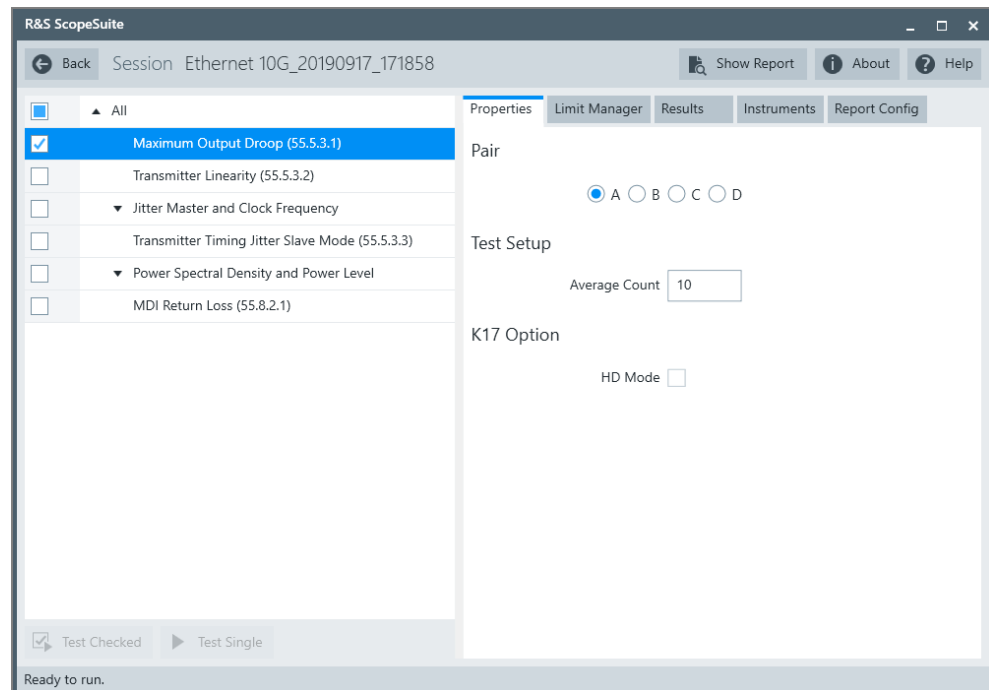 R&S ScopeSuite
Back Session Ethernet 10G_20190917_171858 Show Report About Help
All
Maximum Output Droop (55.5.3.1)
Transmitter Linearity (55.5.3.2)
Jitter Master and Clock Frequency
Transmitter Timing Jitter Slave Mode (55.5.3.3)
Power Spectral Density and Power Level
MDI Return Loss (55.8.2.1)
Properties Limit Manager Results Instruments Report Config
Pair
A B C D
Test Setup
Average Count 10
K17 Option
HD Mode
Test Checked Test Single
Ready to run.